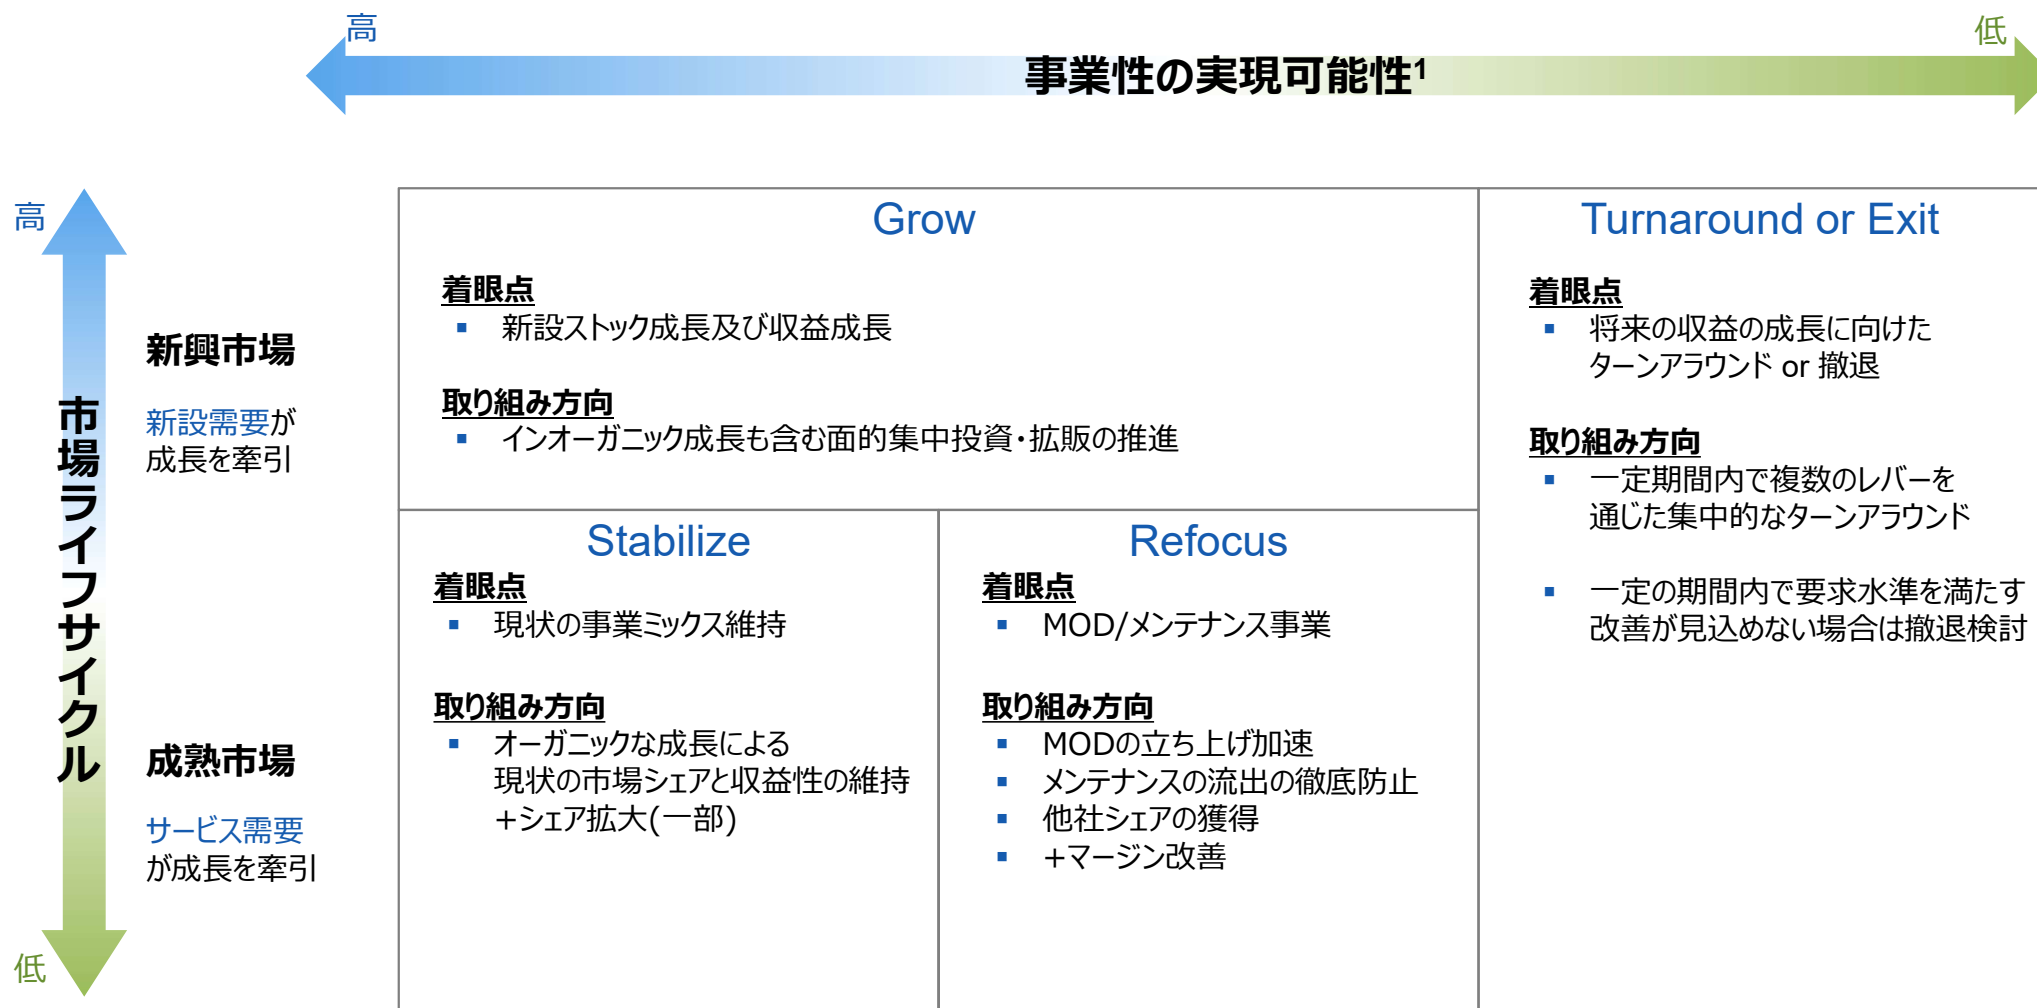 高
低
事業性の実現可能性1
高
市場ライフサイクル
低
新興市場
新設需要が
成長を牽引
成熟市場
サービス需要
が成長を牽引
Grow
着眼点
▪ 新設ストック成長及び収益成長
取り組み方向
▪ インオーガニック成長も含む面的集中投資・拡販の推進
Stabilize
着眼点
▪ 現状の事業ミックス維持
取り組み方向
▪ オーガニックな成長による
現状の市場シェアと収益性の維持
+シェア拡大(一部)
Refocus
着眼点
▪ MOD/メンテナンス事業
取り組み方向
▪ MODの立ち上げ加速
▪ メンテナンスの流出の徹底防止
▪ 他社シェアの獲得
▪ +マージン改善
Turnaround or Exit
着眼点
▪ 将来の収益の成長に向けた
ターンアラウンド or 撤退
取り組み方向
▪ 一定期間内で複数のレバーを
通じた集中的なターンアラウンド
▪ 一定の期間内で要求水準を満たす
改善が見込めない場合は撤退検討